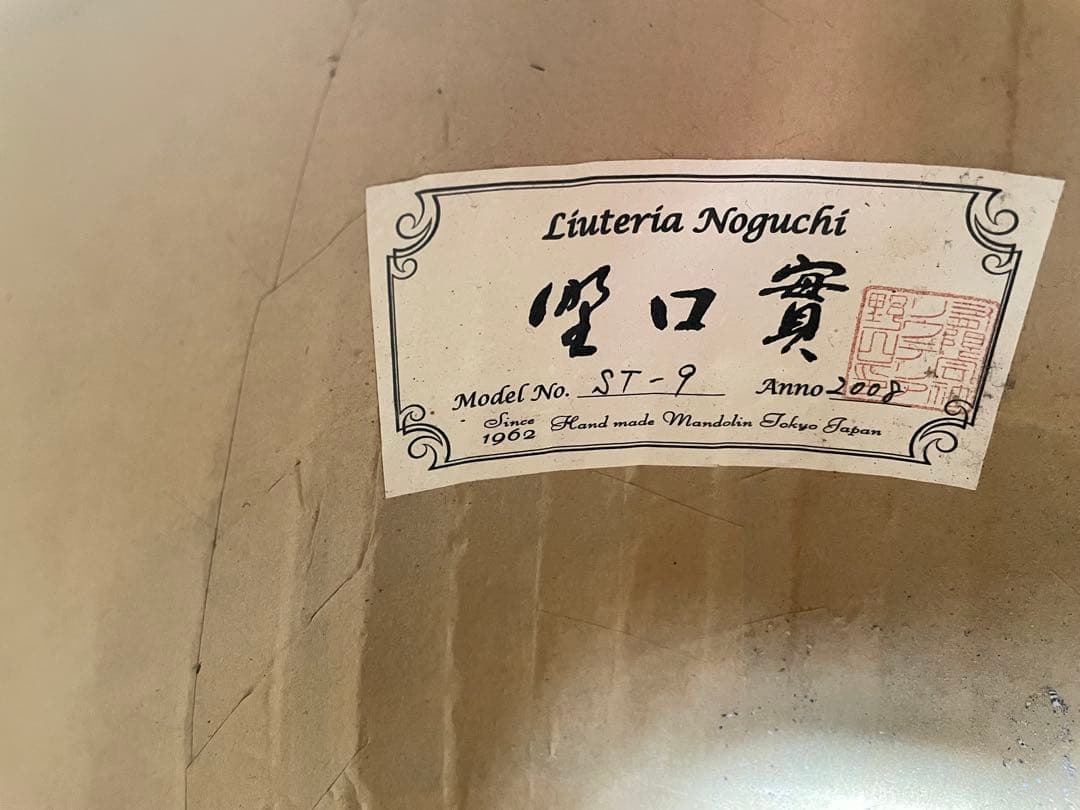 Liuteria Noguchi
野口實
Model No. ST-9 Anno 2008
Since 1962 Hand made Mandolin Tokyo Japan